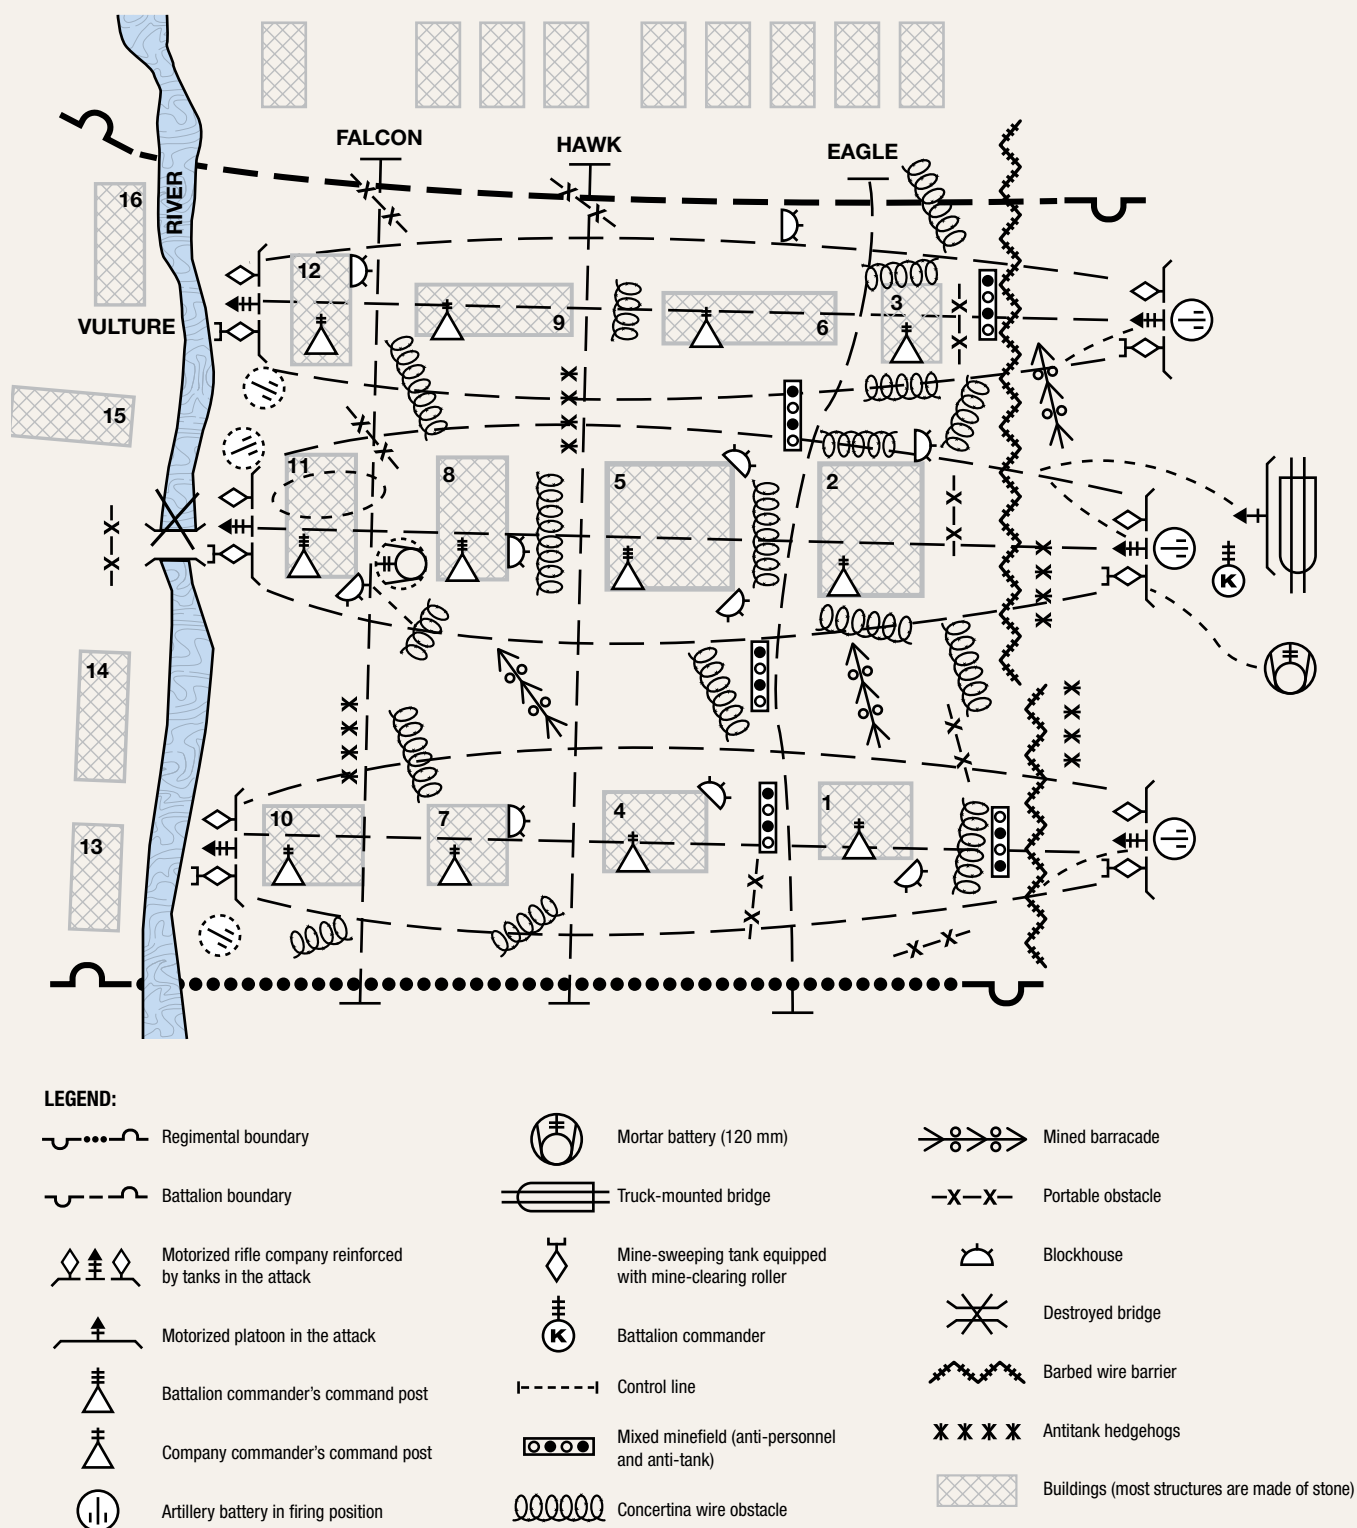 FALCON
HAWK
EAGLE
16
RIVER
12
3
9
6
VULTURE
15
11
8
5
2
K
14
10
7
4
1
13
LEGEND:
Regimental boundary
Battalion boundary
Motorized rifle company reinforced
by tanks in the attack
Motorized platoon in the attack
Battalion commander's command post
Company commander's command post
Artillery battery in firing position
Mortar battery (120 mm)
Truck-mounted bridge
Mine-sweeping tank equipped
with mine-clearing roller
K
Battalion commander
Control line
Mixed minefield (anti-personnel
and anti-tank)
Concertina wire obstacle
Mined barracade
Portable obstacle
Blockhouse
Destroyed bridge
Barbed wire barrier
Antitank hedgehogs
Buildings (most structures are made of stone)